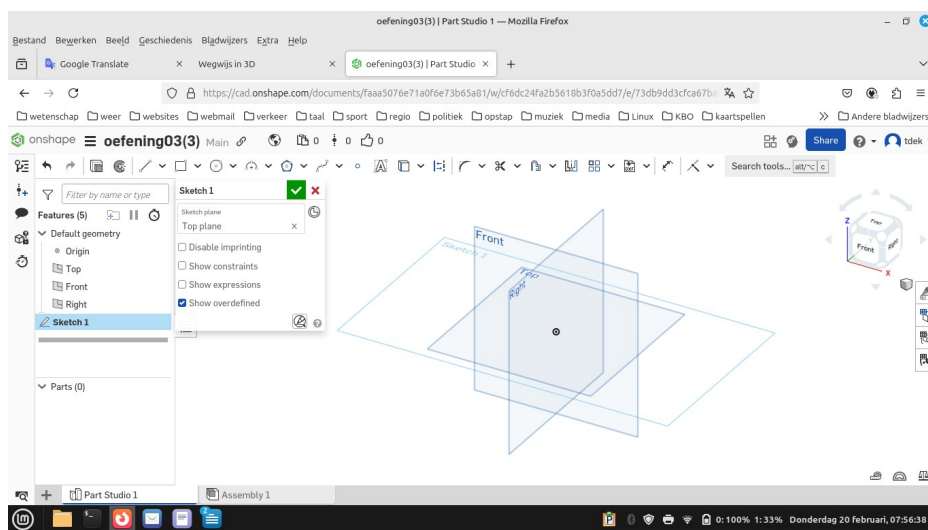 oefening03(3) | Part Studio 1 — Mozilla Firefox
Bestand Bewerken Beeld Geschiedenis Bladwijzers Extra Help
Google Translate × Wegwijs in 3D × oefening03(3) | Part Studio × +
https://cad.onshape.com/documents/faaa5076e71a0f6e73b65a81/w/cf6dc24fa2b5618b3f0a5dd7/e/73db9dd3cfca67ba
wetenschap weer websites webmail verkeer taal sport regio politiek opstap muziek media Linux KBO kaartspellen >> Andere bladwijzers
onshape oefening03(3) Main 0 0 0 Share tdek
Search tools... alt/⌥ c
Filter by name or type
Features (5)
Default geometry
Origin
Top
Front
Right
Sketch 1
Parts (0)
Sketch 1
Sketch plane
Top plane ×
Disable imprinting
Show constraints
Show expressions
Show overdefined
Front
Sketch 1
Top
Right
Z
Top
Front
Right
X
+ Part Studio 1 Assembly 1
2
0: 100% 1: 33% Donderdag 20 februari, 07:56:38